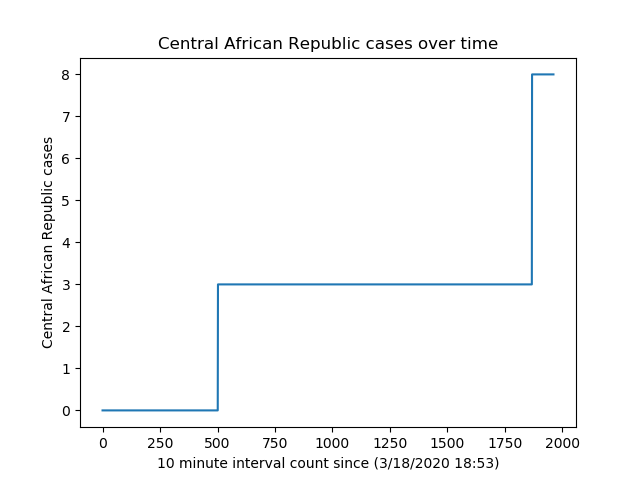 Central African Republic cases over time
8
7
6
5
4
3
2
1
0
Central African Republic cases
0 250 500 750 1000 1250 1500 1750 2000
10 minute interval count since (3/18/2020 18:53)